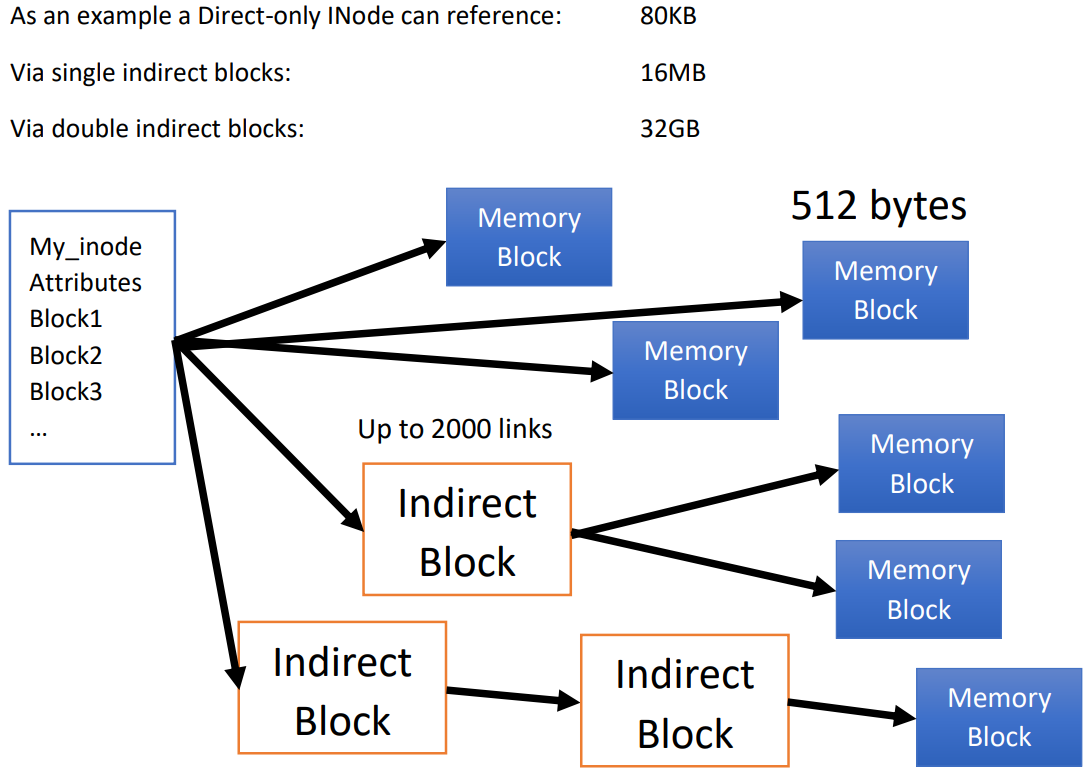 As an example a Direct-only INode can reference: 80KB
Via single indirect blocks: 16MB
Via double indirect blocks: 32GB
My_inode
Attributes
Block1
Block2
Block3
...
Memory
Block
512 bytes
Memory
Block
Memory
Block
Up to 2000 links
Indirect
Block
Memory
Block
Memory
Block
Indirect
Block
Indirect
Block
Memory
Block